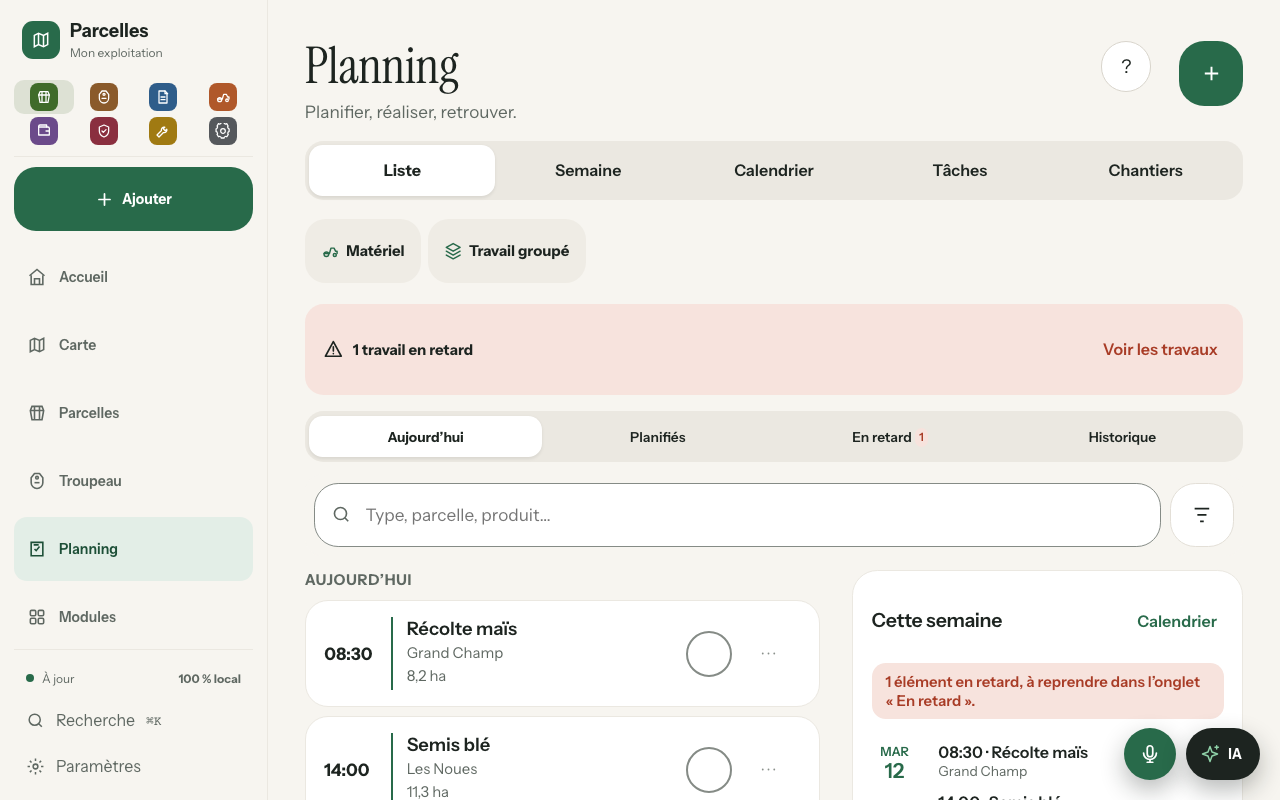 Parcelles
Mon exploitation
Ajouter
Accueil
Carte
Parcelles
Troupeau
Planning
Modules
À jour
100 % local
Recherche ⌘K
Paramètres
Planning
Planifier, réaliser, retrouver.
?
Liste
Semaine
Calendrier
Tâches
Chantiers
Matériel
Travail groupé
1 travail en retard
Voir les travaux
Aujourd’hui
Planifiés
En retard 1
Historique
Type, parcelle, produit…
AUJOURD’HUI
08:30
Récolte maïs
Grand Champ
8,2 ha
14:00
Semis blé
Les Noues
11,3 ha
Cette semaine
Calendrier
1 élément en retard, à reprendre dans l’onglet
« En retard ».
MAR
12
08:30 · Récolte maïs
Grand Champ
14:00 · Semis blé
IA